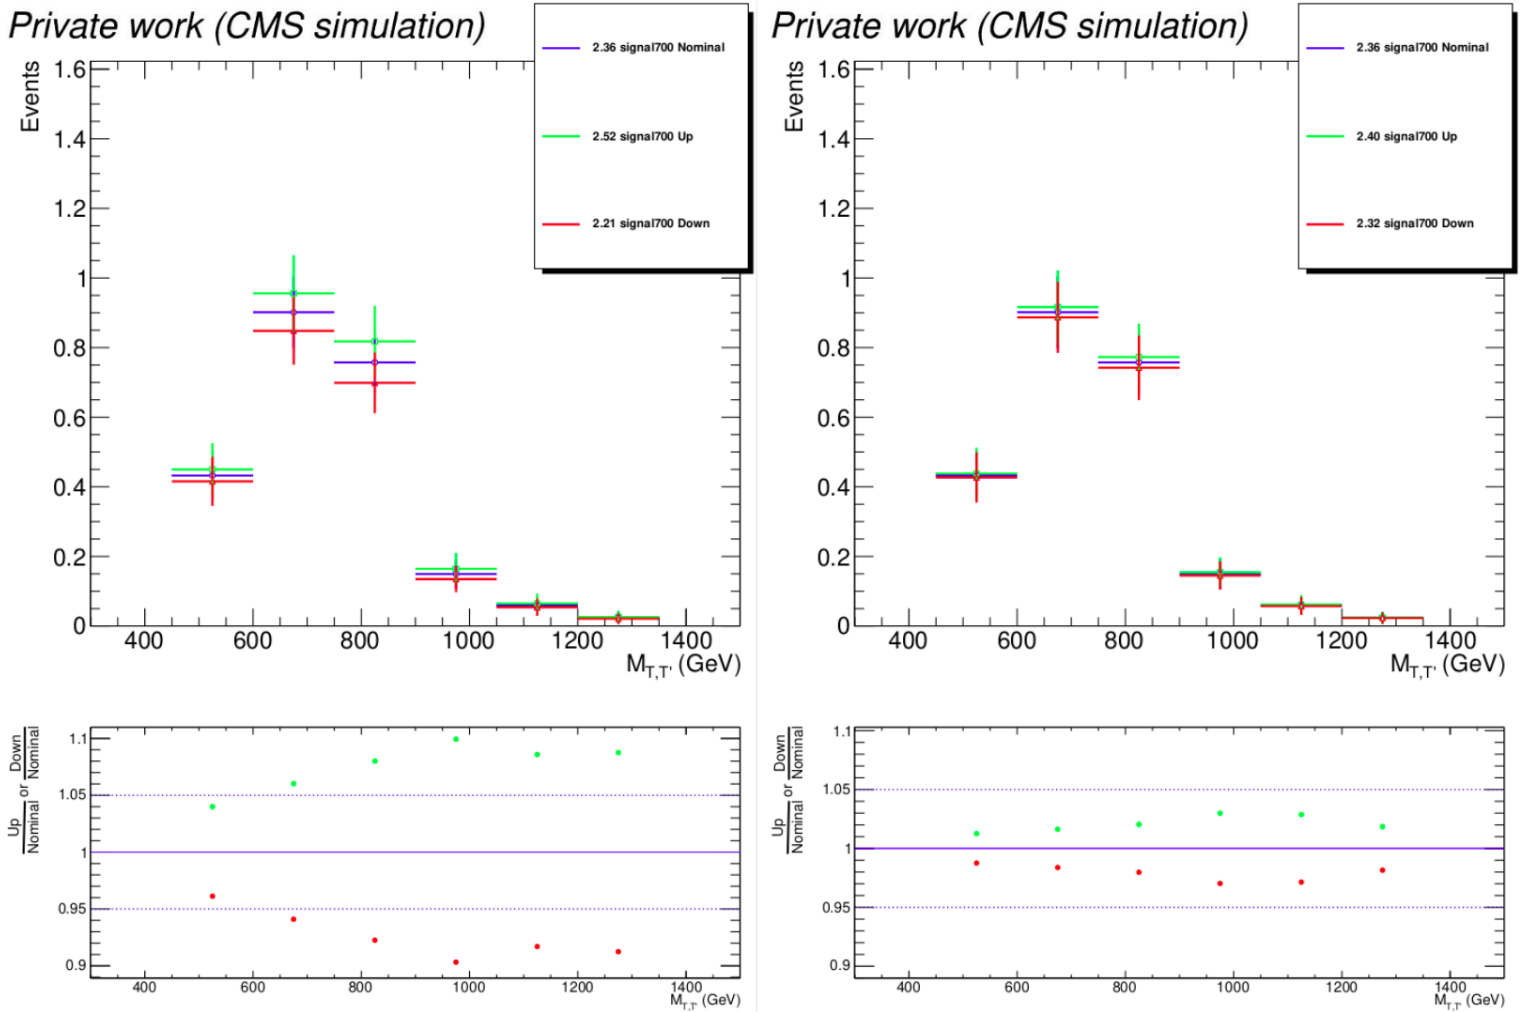 Private work (CMS simulation)
2.36 signal700 Nominal
2.52 signal700 Up
2.21 signal700 Down
Events
1.6
1.4
1.2
1
0.8
0.6
0.4
0.2
0
400 600 800 1000 1200 1400
M_T,T' (GeV)
Up
Nominal
or
Down
Nominal
1.1
1.05
1
0.95
0.9
400 600 800 1000 1200 1400
M_T,T' (GeV)
Private work (CMS simulation)
2.36 signal700 Nominal
2.40 signal700 Up
2.32 signal700 Down
Events
1.6
1.4
1.2
1
0.8
0.6
0.4
0.2
0
400 600 800 1000 1200 1400
M_T,T' (GeV)
Up
Nominal
or
Down
Nominal
1.1
1.05
1
0.95
0.9
400 600 800 1000 1200 1400
M_T,T' (GeV)